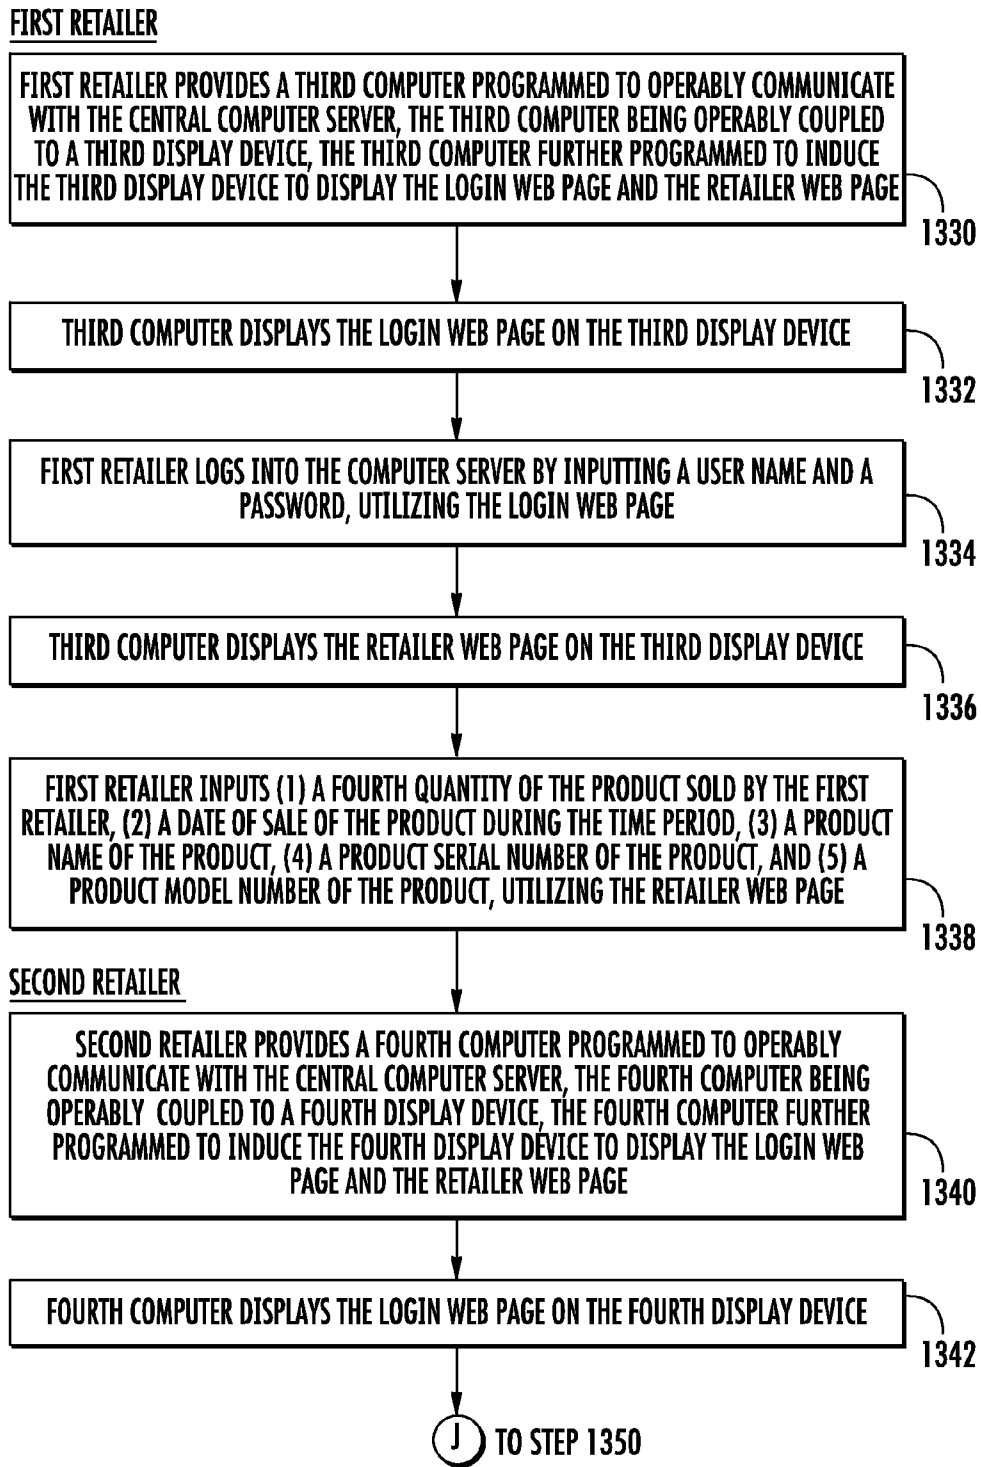 FIRST RETAILER
FIRST RETAILER PROVIDES A THIRD COMPUTER PROGRAMMED TO OPERABLY COMMUNICATE
WITH THE CENTRAL COMPUTER SERVER, THE THIRD COMPUTER BEING OPERABLY COUPLED
TO A THIRD DISPLAY DEVICE, THE THIRD COMPUTER FURTHER PROGRAMMED TO INDUCE
THE THIRD DISPLAY DEVICE TO DISPLAY THE LOGIN WEB PAGE AND THE RETAILER WEB PAGE
1330
THIRD COMPUTER DISPLAYS THE LOGIN WEB PAGE ON THE THIRD DISPLAY DEVICE
1332
FIRST RETAILER LOGS INTO THE COMPUTER SERVER BY INPUTTING A USER NAME AND A
PASSWORD, UTILIZING THE LOGIN WEB PAGE
1334
THIRD COMPUTER DISPLAYS THE RETAILER WEB PAGE ON THE THIRD DISPLAY DEVICE
1336
FIRST RETAILER INPUTS (1) A FOURTH QUANTITY OF THE PRODUCT SOLD BY THE FIRST
RETAILER, (2) A DATE OF SALE OF THE PRODUCT DURING THE TIME PERIOD, (3) A PRODUCT
NAME OF THE PRODUCT, (4) A PRODUCT SERIAL NUMBER OF THE PRODUCT, AND (5) A
PRODUCT MODEL NUMBER OF THE PRODUCT, UTILIZING THE RETAILER WEB PAGE
1338
SECOND RETAILER
SECOND RETAILER PROVIDES A FOURTH COMPUTER PROGRAMMED TO OPERABLY
COMMUNICATE WITH THE CENTRAL COMPUTER SERVER, THE FOURTH COMPUTER BEING
OPERABLY COUPLED TO A FOURTH DISPLAY DEVICE, THE FOURTH COMPUTER FURTHER
PROGRAMMED TO INDUCE THE FOURTH DISPLAY DEVICE TO DISPLAY THE LOGIN WEB
PAGE AND THE RETAILER WEB PAGE
1340
FOURTH COMPUTER DISPLAYS THE LOGIN WEB PAGE ON THE FOURTH DISPLAY DEVICE
1342
J TO STEP 1350